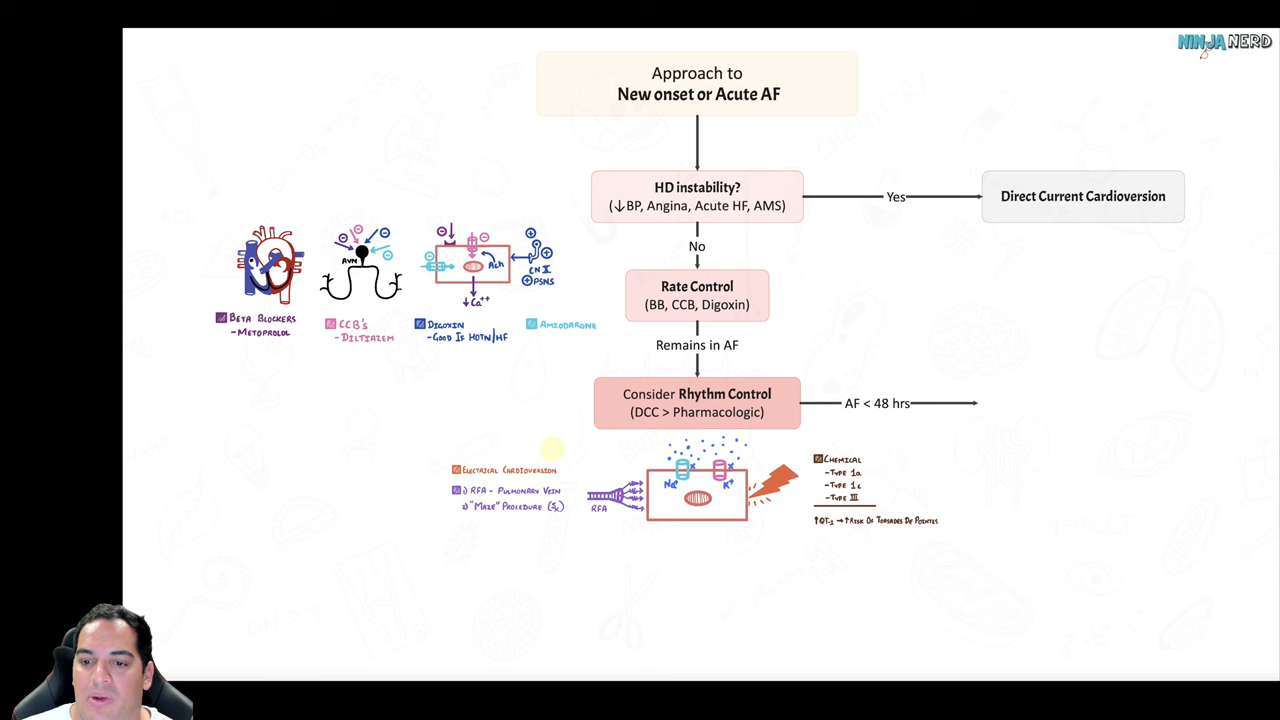 NINJA NERD
Approach to
New onset or Acute AF
HD instability?
(↓BP, Angina, Acute HF, AMS)
Yes
Direct Current Cardioversion
No
Rate Control
(BB, CCB, Digoxin)
AVN
ACh
CN X
⊕PSNS
↓Ca++
BETA BLOCKERS
- METOPROLOL
CCB's
- DILTIAZEM
DIGOXIN
- GOOD IF HOTN/HF
AMIODARONE
Remains in AF
Consider Rhythm Control
(DCC > Pharmacologic)
AF < 48 hrs
ELECTRICAL CARDIOVERSION
1) RFA - PULMONARY VEIN
2) "MAZE" PROCEDURE (Sx)
RFA
Na+
K+
CHEMICAL
- TYPE 1a
- TYPE 1c
- TYPE III
↑QT-I → ↑RISK OF TORSADES DE POINTES